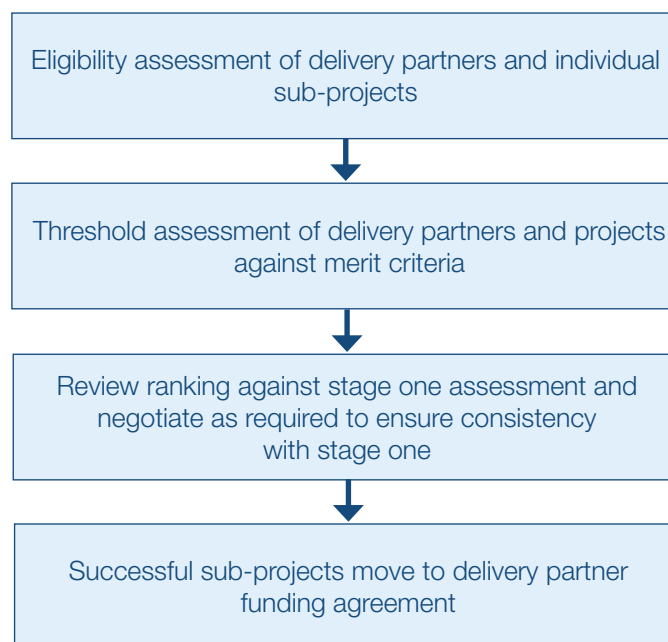 Eligibility assessment of delivery partners and individual
sub-projects
Threshold assessment of delivery partners and projects
against merit criteria
Review ranking against stage one assessment and
negotiate as required to ensure consistency
with stage one
Successful sub-projects move to delivery partner
funding agreement